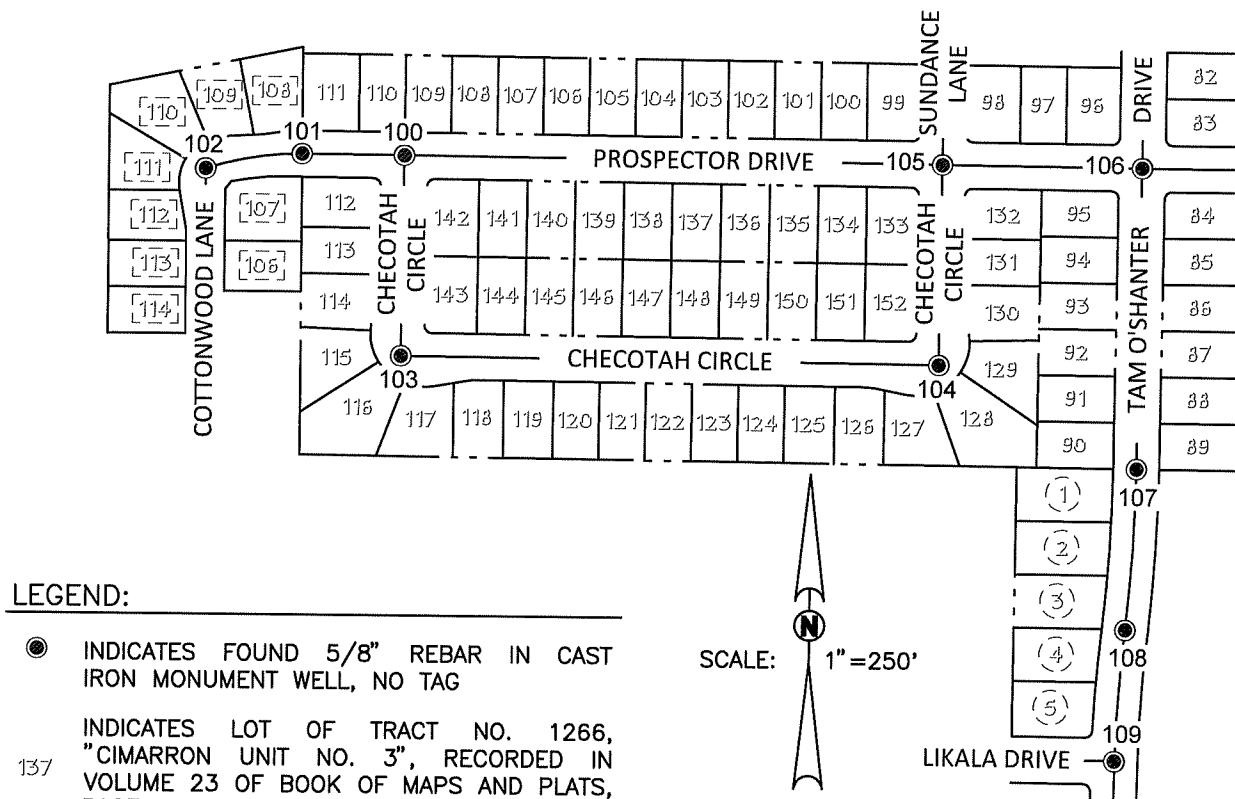 SUNDANCE LANE
DRIVE
82
83
110 109 108 111 110 109 108 107 106 105 104 103 102 101 100 99 98 97 96
102 101 100
PROSPECTOR DRIVE
105
106
111
112
113
114
107
106
COTTONWOOD LANE
112
113
114
115
116
CHECOTAH CIRCLE
142 141 140 139 138 137 136 135 134 133
143 144 145 146 147 148 149 150 151 152
CHECOTAH CIRCLE
132
131
130
129
128
95
94
93
92
91
90
TAM O'SHANTER
84
85
86
87
88
89
CHECOTAH CIRCLE
103
104
117 118 119 120 121 122 123 124 125 126 127
107
1
2
3
4
5
108
109
LIKALA DRIVE
N
SCALE: 1"=250'
LEGEND:
INDICATES FOUND 5/8" REBAR IN CAST
IRON MONUMENT WELL, NO TAG
INDICATES LOT OF TRACT NO. 1266,
137 "CIMARRON UNIT NO. 3", RECORDED IN
VOLUME 23 OF BOOK OF MAPS AND PLATS,